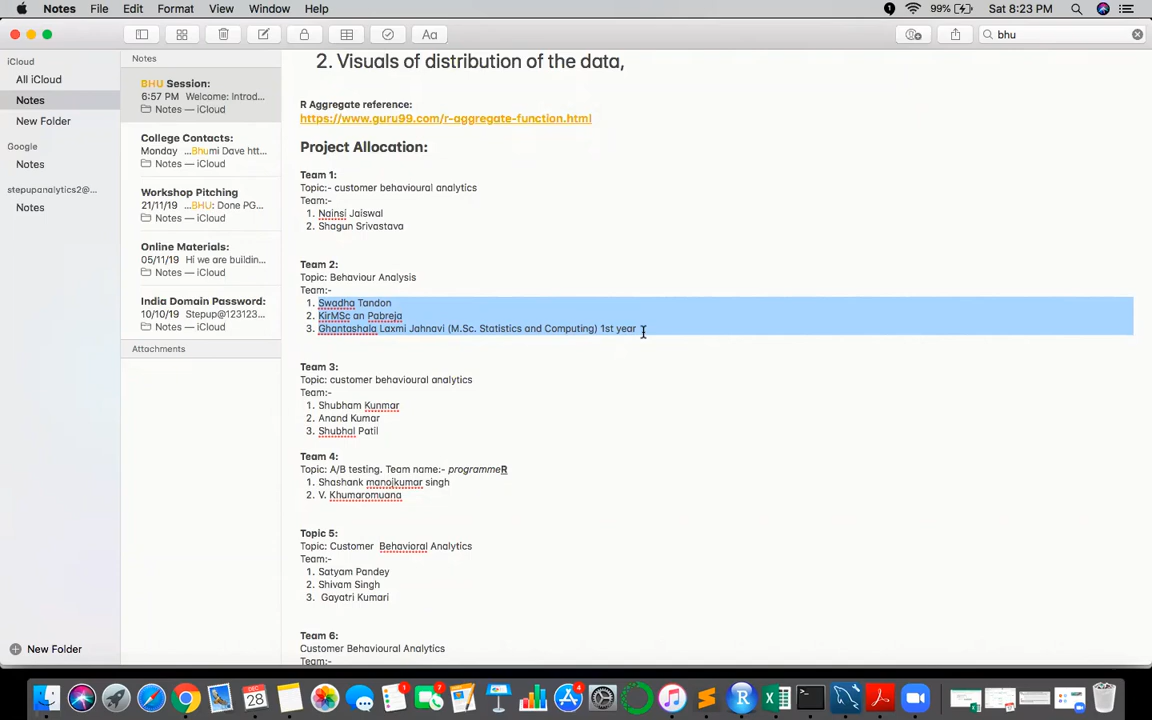 Notes File Edit Format View Window Help
1 99% Sat 8:23 PM
Aa
bhu
iCloud
All iCloud
Notes
New Folder
Google
Notes
stepupanalytics2@...
Notes
New Folder
Notes
BHU Session:
6:57 PM Welcome: Introd...
Notes — iCloud
College Contacts:
Monday ...Bhumi Dave htt...
Notes — iCloud
Workshop Pitching
21/11/19 ...BHU: Done PG...
Notes — iCloud
Online Materials:
05/11/19 Hi we are buildin...
Notes — iCloud
India Domain Password:
10/10/19 Stepup@123123...
Notes — iCloud
Attachments
2. Visuals of distribution of the data,
R Aggregate reference:
https://www.guru99.com/r-aggregate-function.html
Project Allocation:
Team 1:
Topic:- customer behavioural analytics
Team:-
1. Nainsi Jaiswal
2. Shagun Srivastava
Team 2:
Topic: Behaviour Analysis
Team:-
1. Swadha Tandon
2. KirMSc an Pabreja
3. Ghantashala Laxmi Jahnavi (M.Sc. Statistics and Computing) 1st year
Team 3:
Topic: customer behavioural analytics
Team:-
1. Shubham Kunmar
2. Anand Kumar
3. Shubhal Patil
Team 4:
Topic: A/B testing. Team name:- programmeR
1. Shashank manojkumar singh
2. V. Khumaromuana
Topic 5:
Topic: Customer Behavioral Analytics
Team:-
1. Satyam Pandey
2. Shivam Singh
3. Gayatri Kumari
Team 6:
Customer Behavioural Analytics
Team:-
DEC
28
1
7
4
R